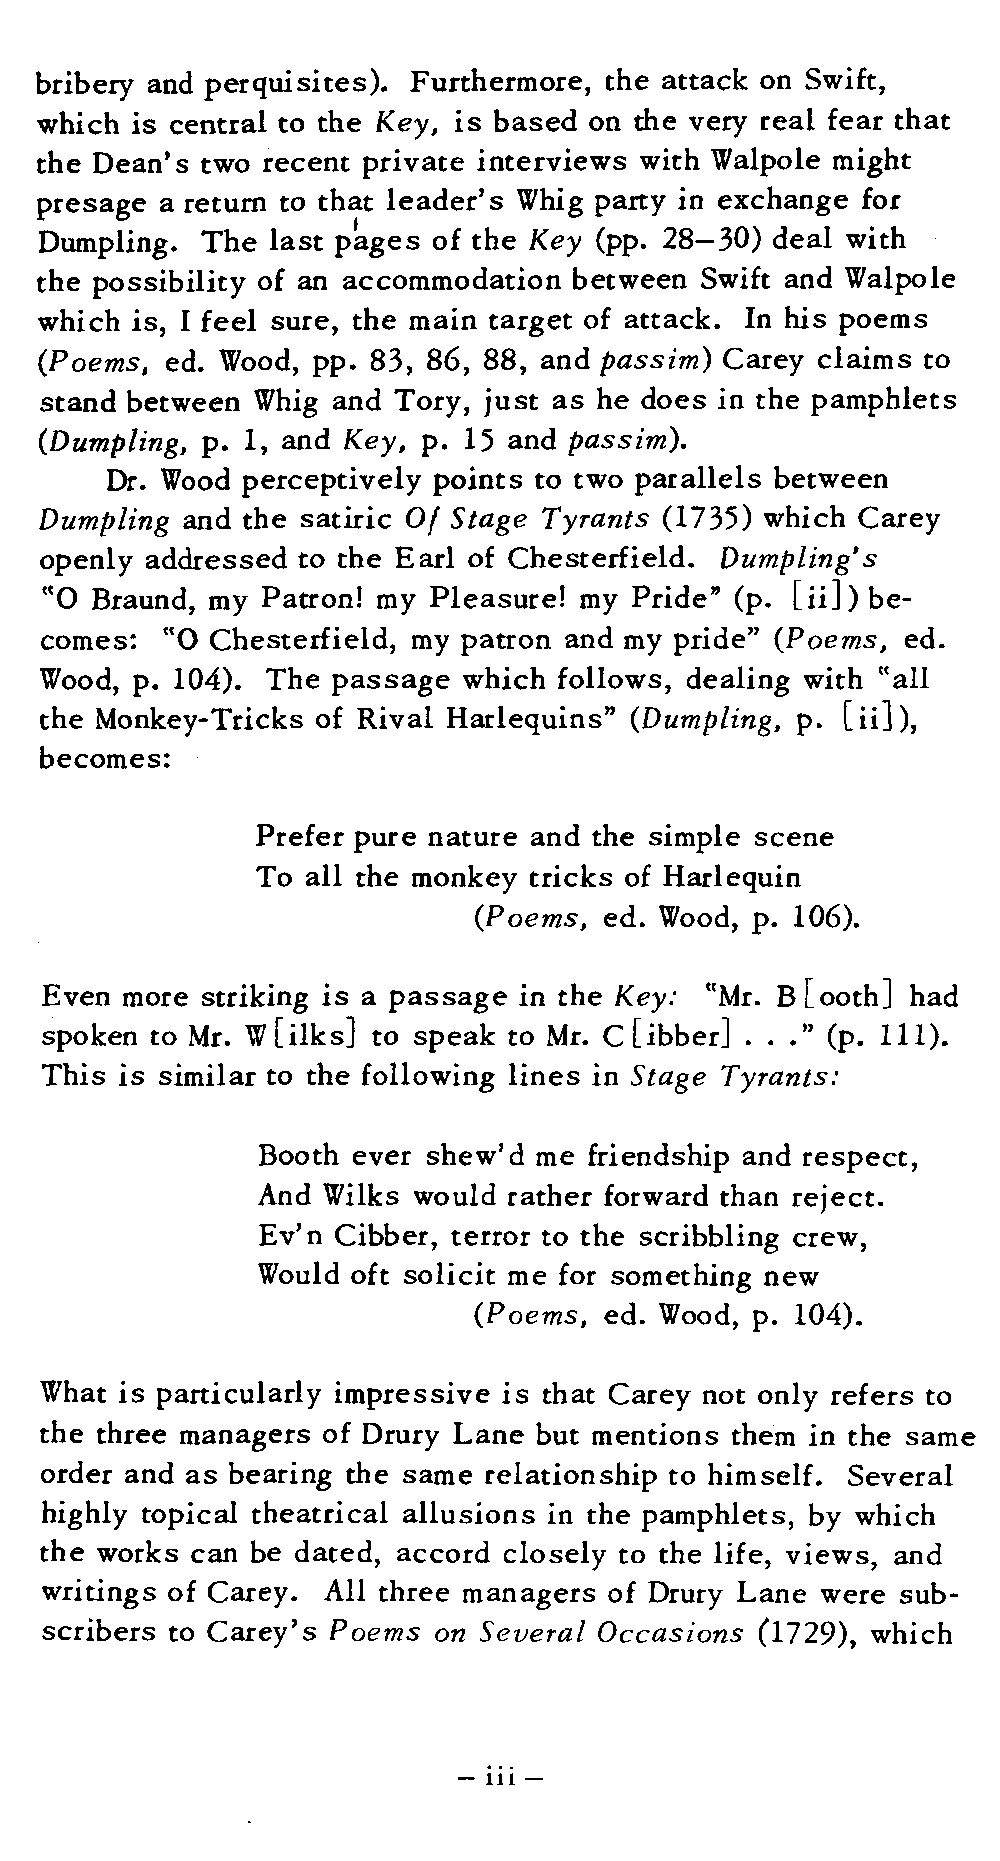 bribery and perquisites). Furthermore, the attack on Swift,
which is central to the Key, is based on the very real fear that
the Dean's two recent private interviews with Walpole might
presage a return to that leader's Whig party in exchange for
Dumpling. The last pages of the Key (pp. 28–30) deal with
the possibility of an accommodation between Swift and Walpole
which is, I feel sure, the main target of attack. In his poems
(Poems, ed. Wood, pp. 83, 86, 88, and passim) Carey claims to
stand between Whig and Tory, just as he does in the pamphlets
(Dumpling, p. 1, and Key, p. 15 and passim).
Dr. Wood perceptively points to two parallels between
Dumpling and the satiric Of Stage Tyrants (1735) which Carey
openly addressed to the Earl of Chesterfield. Dumpling's
"O Braund, my Patron! my Pleasure! my Pride" (p. [ii]) be-
comes: "O Chesterfield, my patron and my pride" (Poems, ed.
Wood, p. 104). The passage which follows, dealing with "all
the Monkey-Tricks of Rival Harlequins" (Dumpling, p. [ii]),
becomes:
Prefer pure nature and the simple scene
To all the monkey tricks of Harlequin
(Poems, ed. Wood, p. 106).
Even more striking is a passage in the Key: "Mr. B[ooth] had
spoken to Mr. W[ilks] to speak to Mr. C[ibber] . . ." (p. 111).
This is similar to the following lines in Stage Tyrants:
Booth ever shew'd me friendship and respect,
And Wilks would rather forward than reject.
Ev'n Cibber, terror to the scribbling crew,
Would oft solicit me for something new
(Poems, ed. Wood, p. 104).
What is particularly impressive is that Carey not only refers to
the three managers of Drury Lane but mentions them in the same
order and as bearing the same relationship to himself. Several
highly topical theatrical allusions in the pamphlets, by which
the works can be dated, accord closely to the life, views, and
writings of Carey. All three managers of Drury Lane were sub-
scribers to Carey's Poems on Several Occasions (1729), which
– iii –